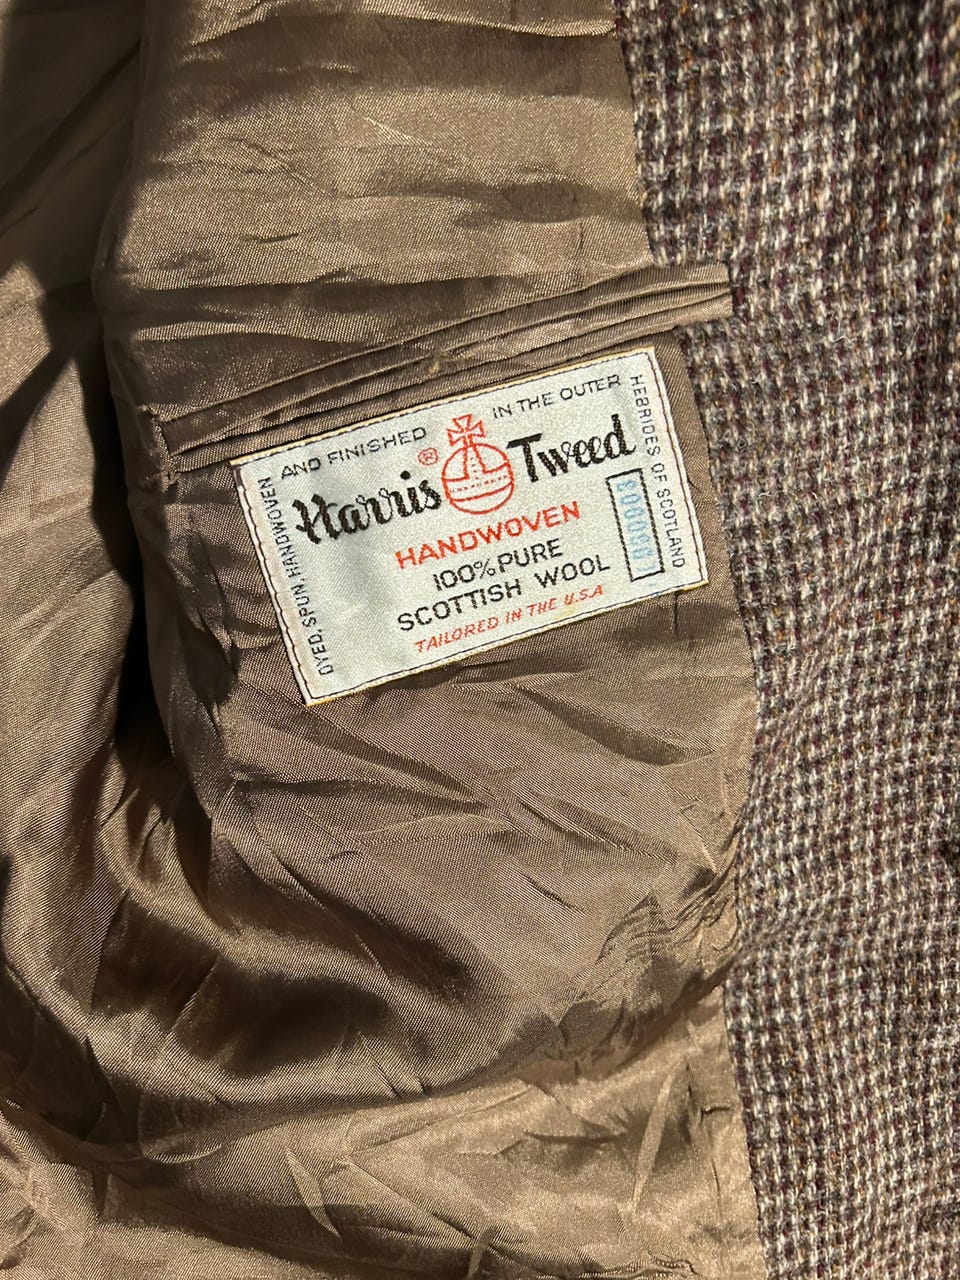 DYED, SPUN, HANDWOVEN
AND FINISHED IN THE OUTER
HEBRIDES OF SCOTLAND
Harris ® Tweed
HANDWOVEN
100% PURE
SCOTTISH WOOL
TAILORED IN THE U.S.A